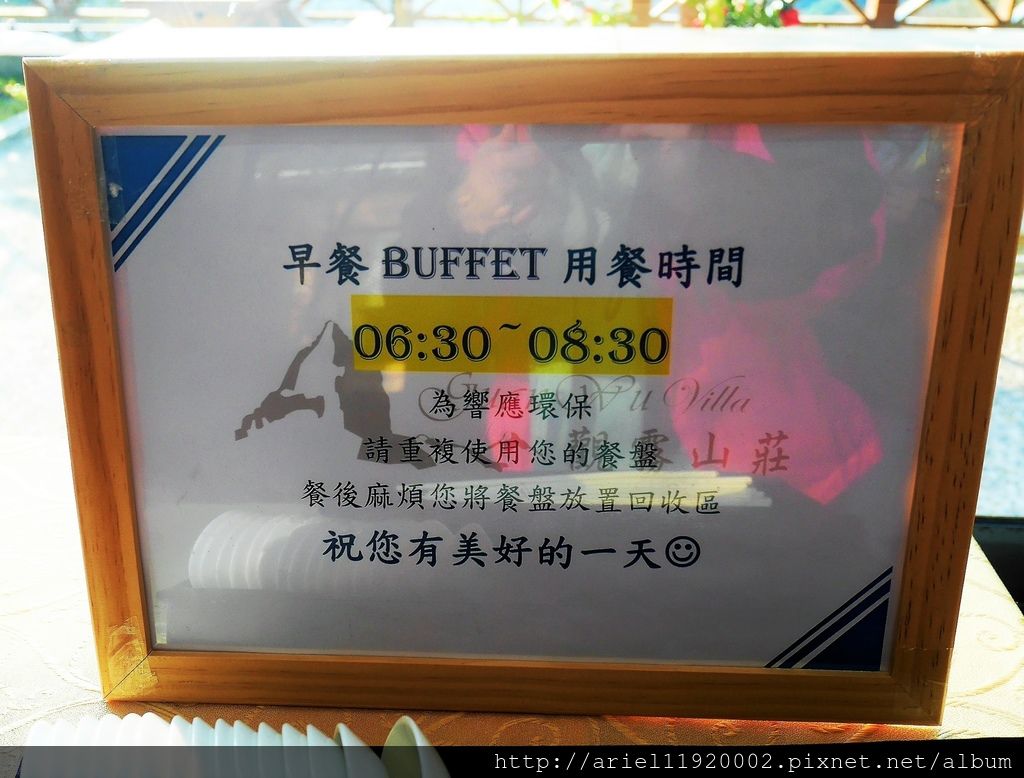 早餐 BUFFET 用餐時間
06:30~08:30
為響應環保
請重複使用您的餐盤
餐後麻煩您將餐盤放置回收區
祝您有美好的一天☺
Villa
觀霧山莊
http://ariel11920002.pixnet.net/album